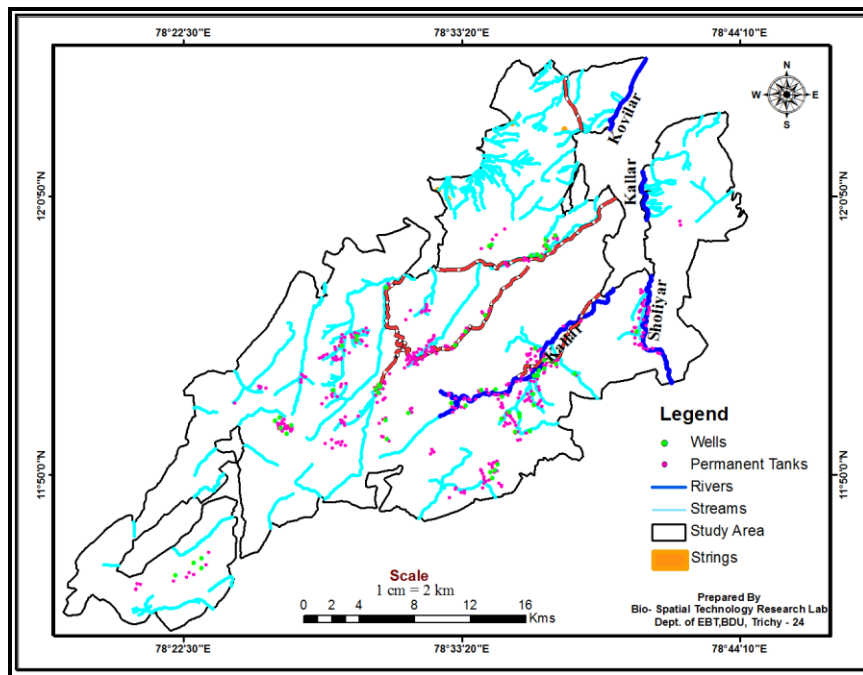 78°22'30"E 78°33'20"E 78°44'10"E
N
W E
S
Kovilar
Kallar
12°0'50"N 12°0'50"N
Sholiyar
Kallar
Legend
Wells
Permanent Tanks
Rivers
Streams
Study Area
Strings
11°50'0"N 11°50'0"N
Scale
1 cm = 2 km
0 2 4 8 12 16
Kms
Prepared By
Bio- Spatial Technology Research Lab
Dept. of EBT,BDU, Trichy - 24
78°22'30"E 78°33'20"E 78°44'10"E